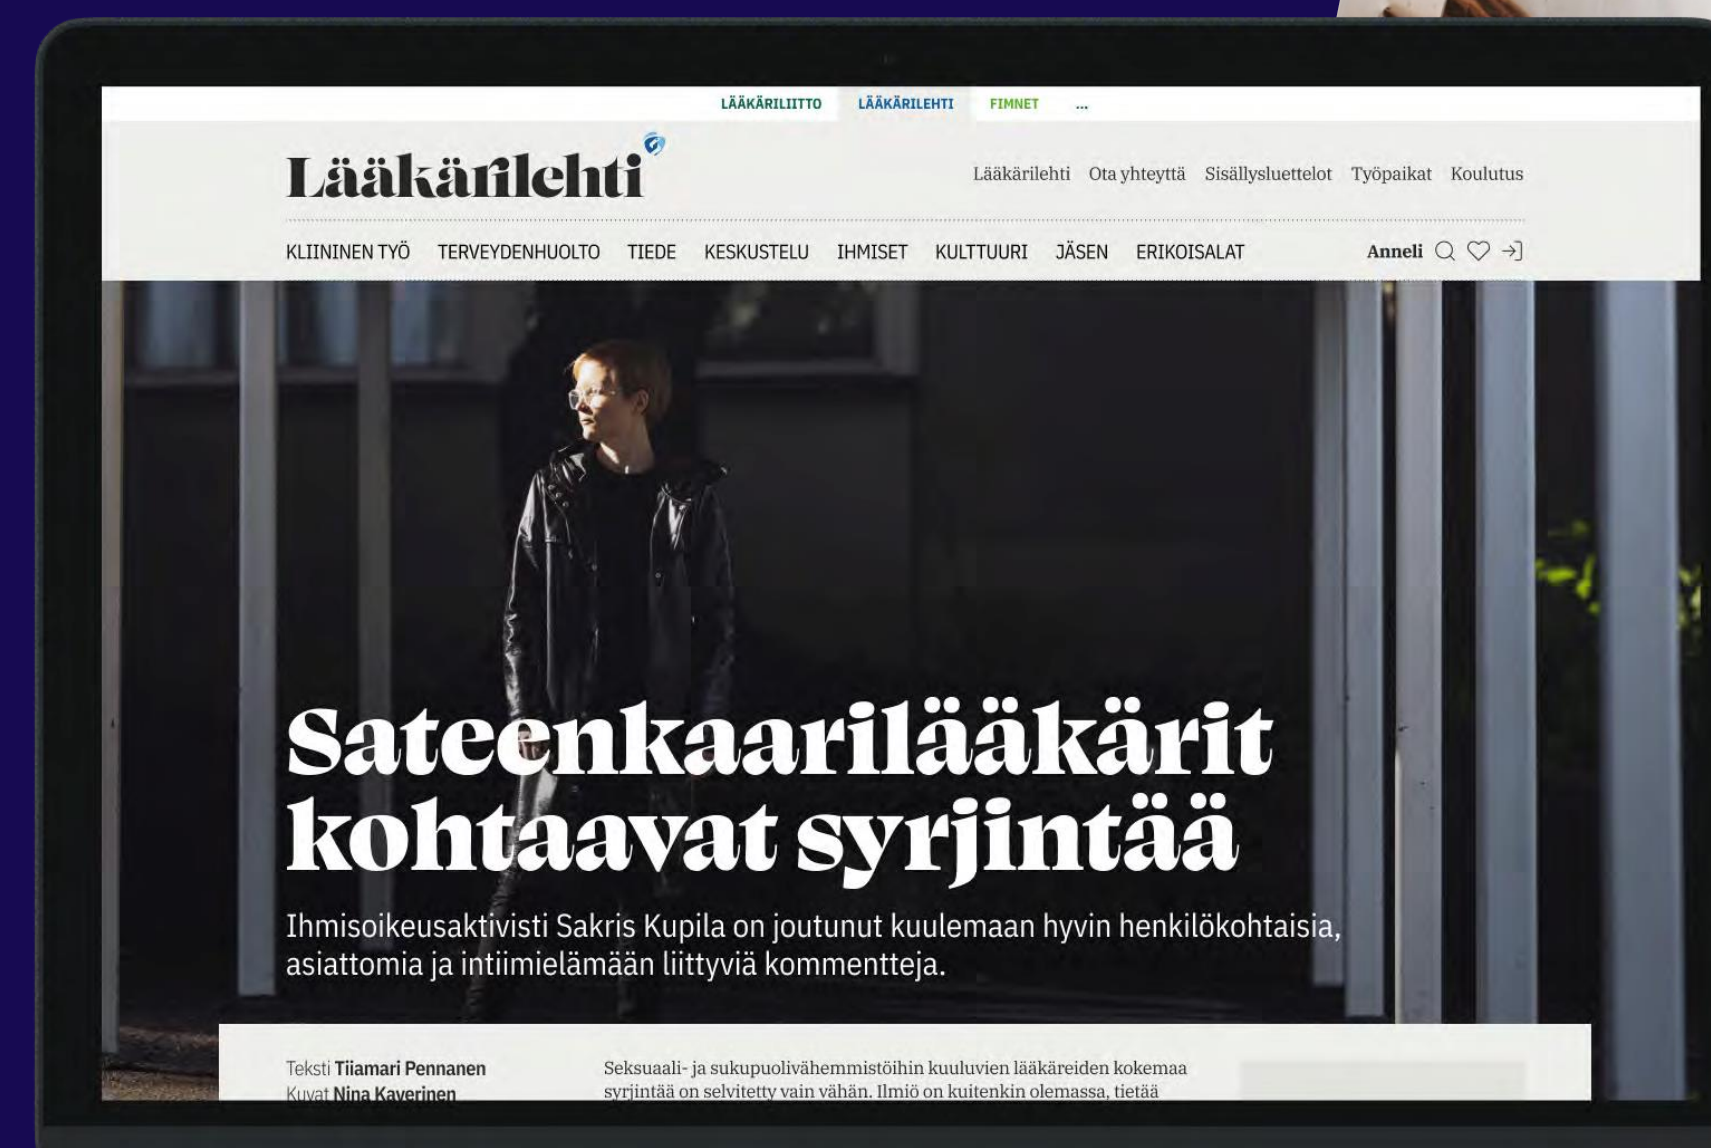 LÄÄKÄRILIITTO LÄÄKÄRILEHTI FIMNET ...
Lääkärilehti
Lääkärilehti Ota yhteyttä Sisällysluettelot Työpaikat Koulutus
KLIININEN TYÖ TERVEYDENHUOLTO TIEDE KESKUSTELU IHMISET KULTTUURI JÄSEN ERIKOISALAT Anneli
Sateenkaarilääkärit
kohtaavat syrjintää
Ihmisoikeusaktivisti Sakris Kupila on joutunut kuulemaan hyvin henkilökohtaisia,
asiattomia ja intiimielämään liittyviä kommentteja.
Teksti Tiiamari Pennanen
Kuvat Nina Kaverinen
Seksuaali- ja sukupuolivähemmistöihin kuuluvien lääkäreiden kokemaa
syrjintää on selvitetty vain vähän. Ilmiö on kuitenkin olemassa, tietää